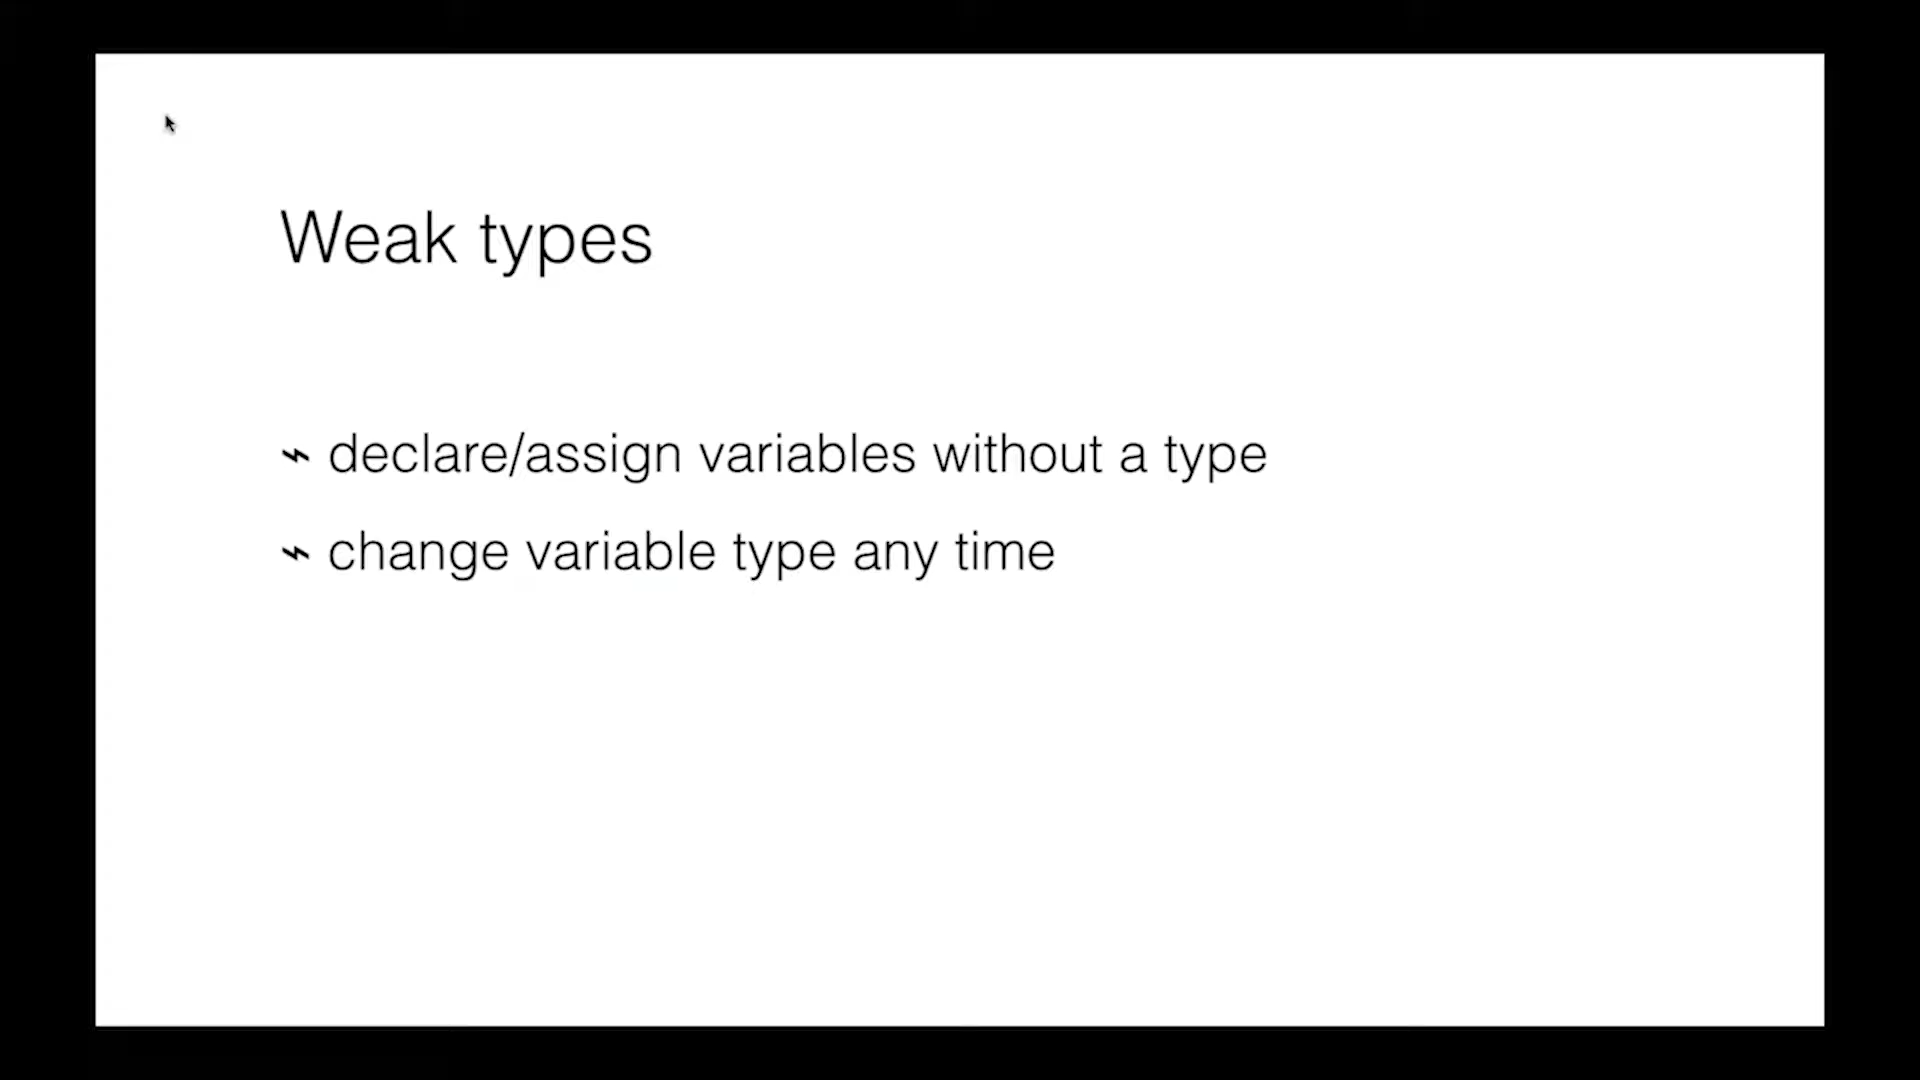 Weak types
⌁ declare/assign variables without a type
⌁ change variable type any time